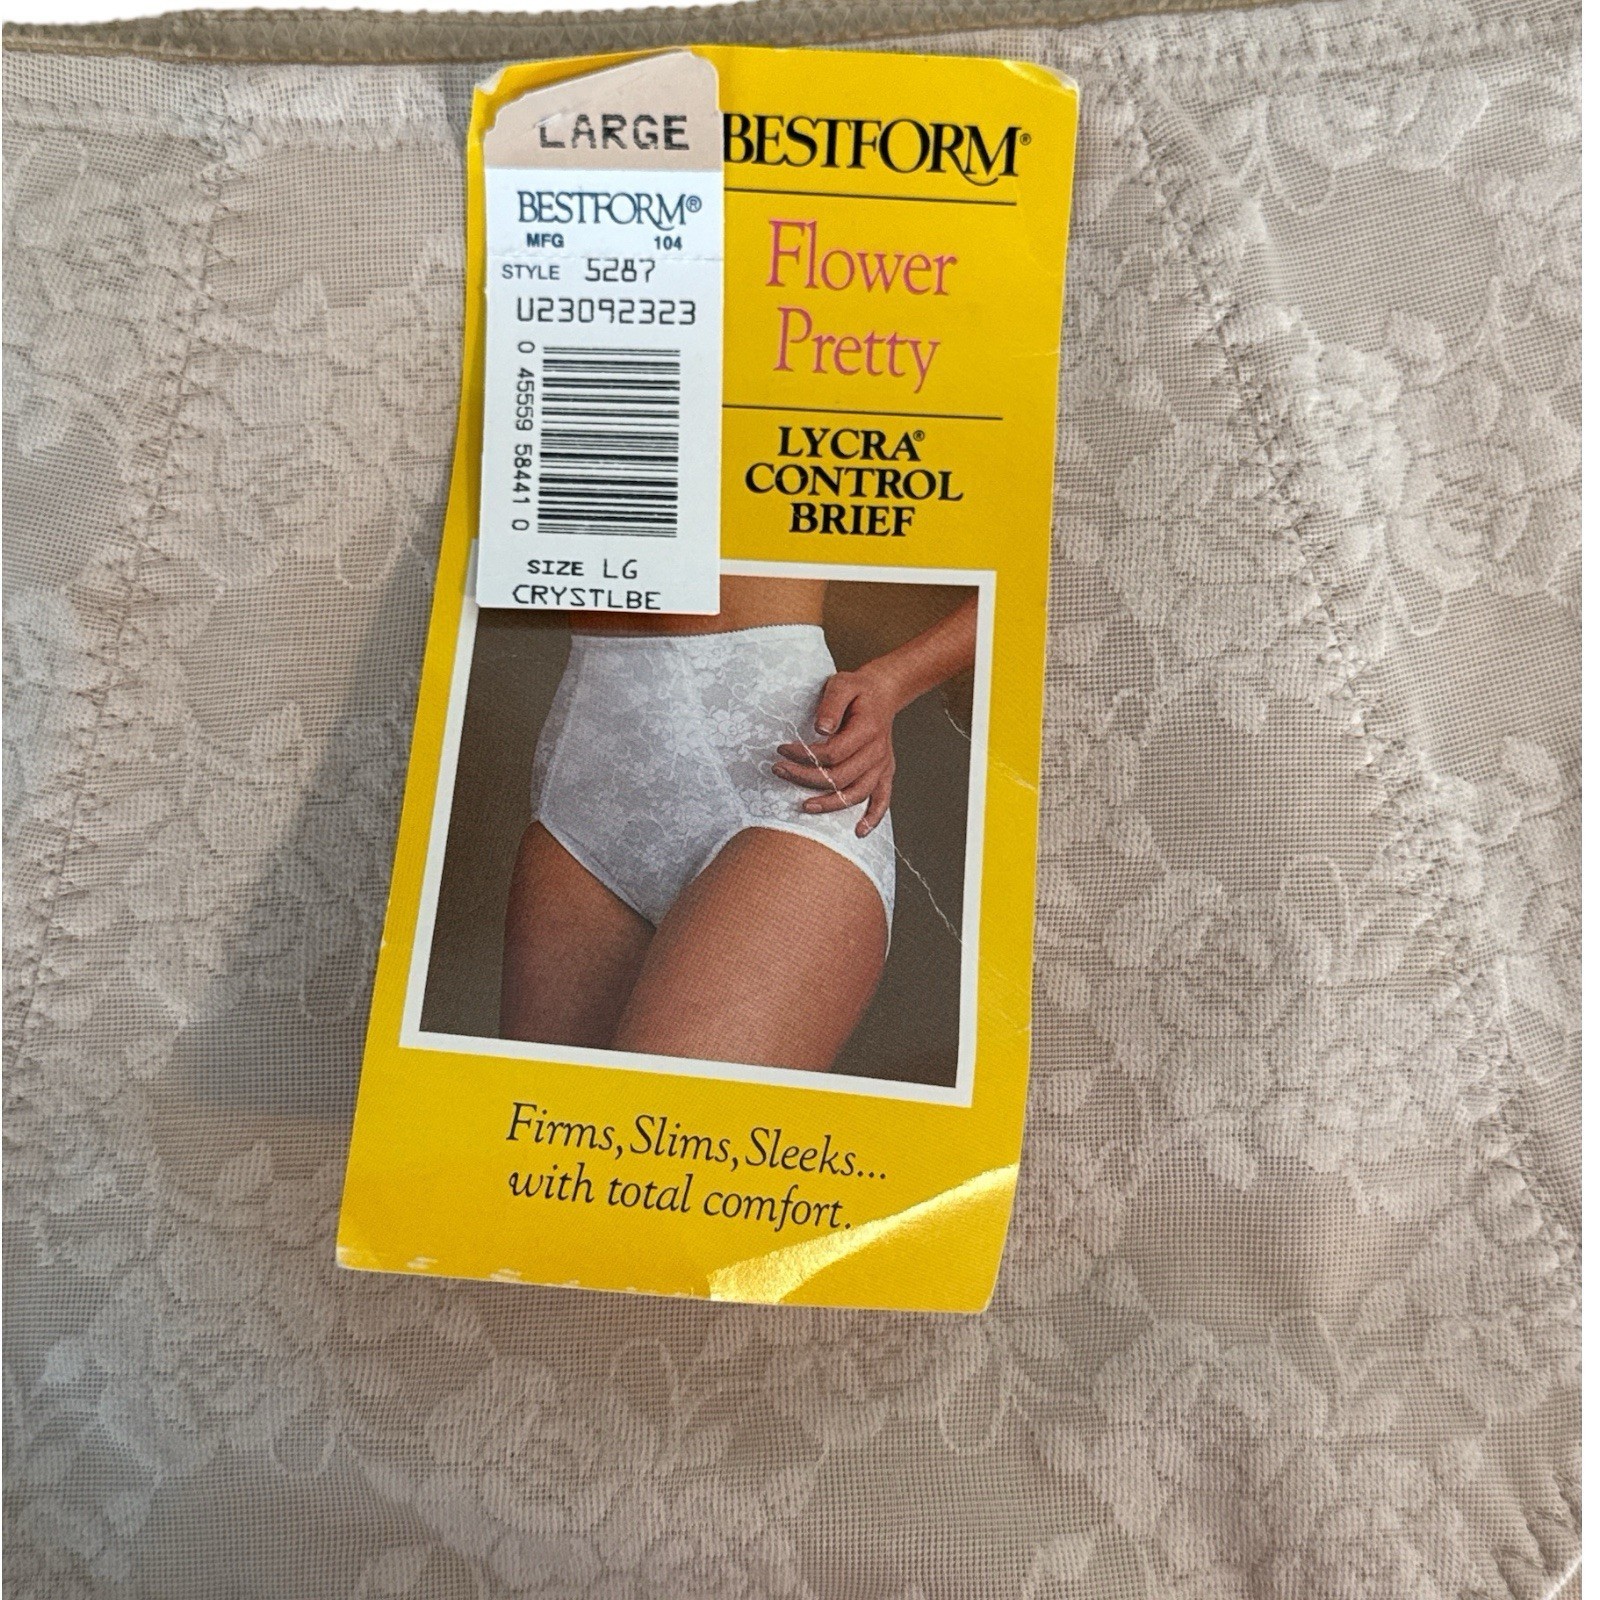 LARGE
BESTFORM®
MFG 104
STYLE 5287
U23092323
0 45559 58441 0
SIZE LG
CRYSTLBE
BESTFORM®
Flower
Pretty
LYCRA®
CONTROL
BRIEF
Firms, Slims, Sleeks...
with total comfort.